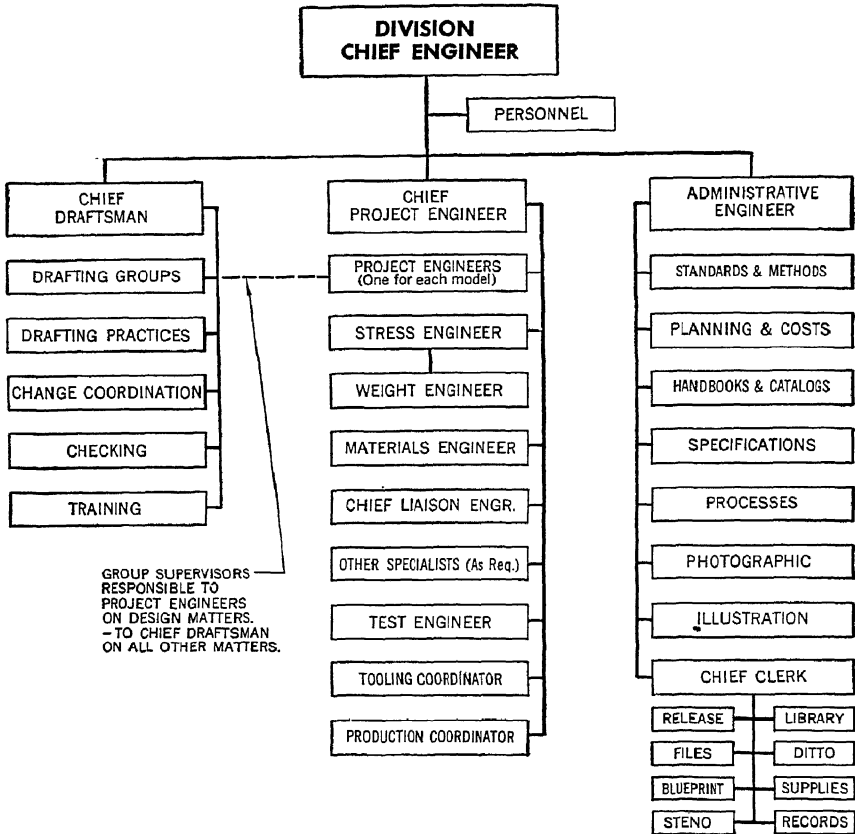 DIVISION
CHIEF ENGINEER
PERSONNEL
CHIEF
DRAFTSMAN
DRAFTING GROUPS
DRAFTING PRACTICES
CHANGE COORDINATION
CHECKING
TRAINING
GROUP SUPERVISORS
RESPONSIBLE TO
PROJECT ENGINEERS
ON DESIGN MATTERS.
–TO CHIEF DRAFTSMAN
ON ALL OTHER MATTERS.
CHIEF
PROJECT ENGINEER
PROJECT ENGINEERS
(One for each model)
STRESS ENGINEER
WEIGHT ENGINEER
MATERIALS ENGINEER
CHIEF LIAISON ENGR.
OTHER SPECIALISTS (As Req.)
TEST ENGINEER
TOOLING COORDINATOR
PRODUCTION COORDINATOR
ADMINISTRATIVE
ENGINEER
STANDARDS & METHODS
PLANNING & COSTS
HANDBOOKS & CATALOGS
SPECIFICATIONS
PROCESSES
PHOTOGRAPHIC
ILLUSTRATION
CHIEF CLERK
RELEASE
LIBRARY
FILES
DITTO
BLUEPRINT
SUPPLIES
STENO
RECORDS